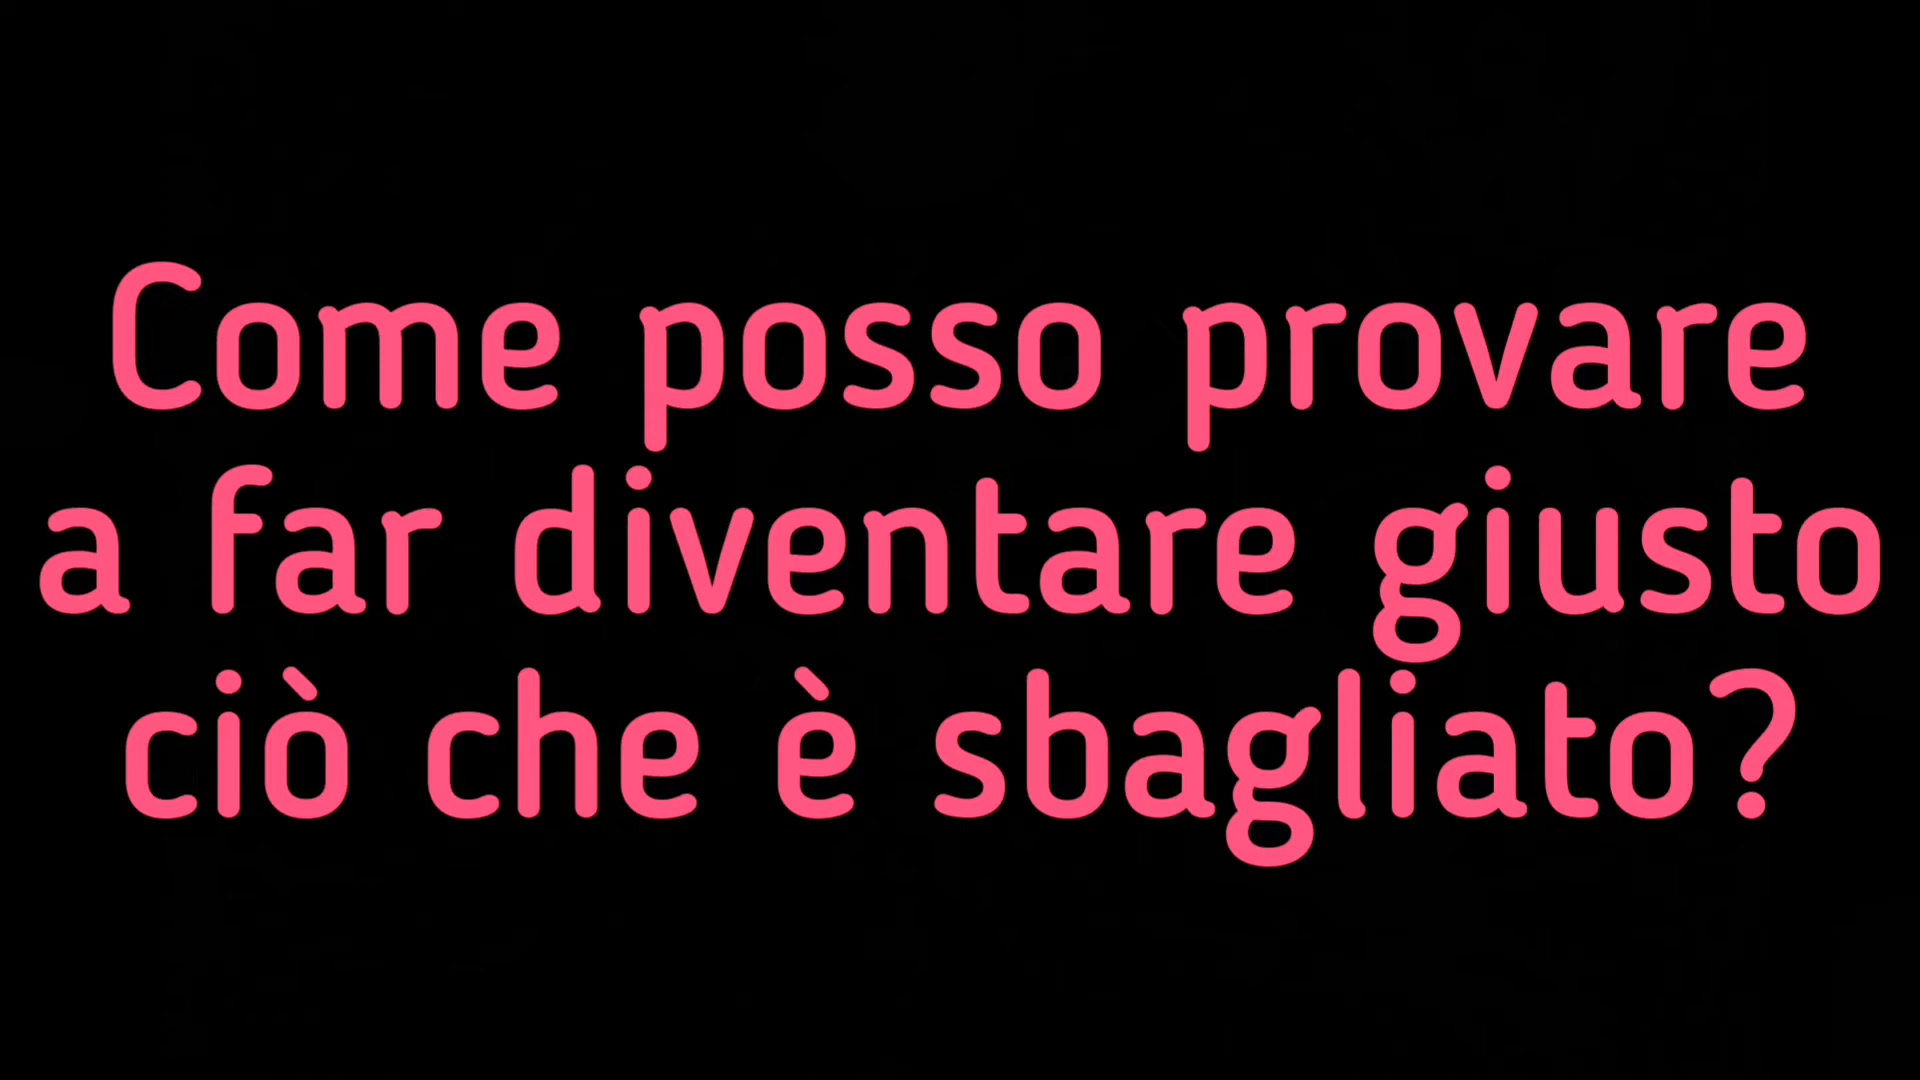 Come posso provare
a far diventare giusto
ciò che è sbagliato?